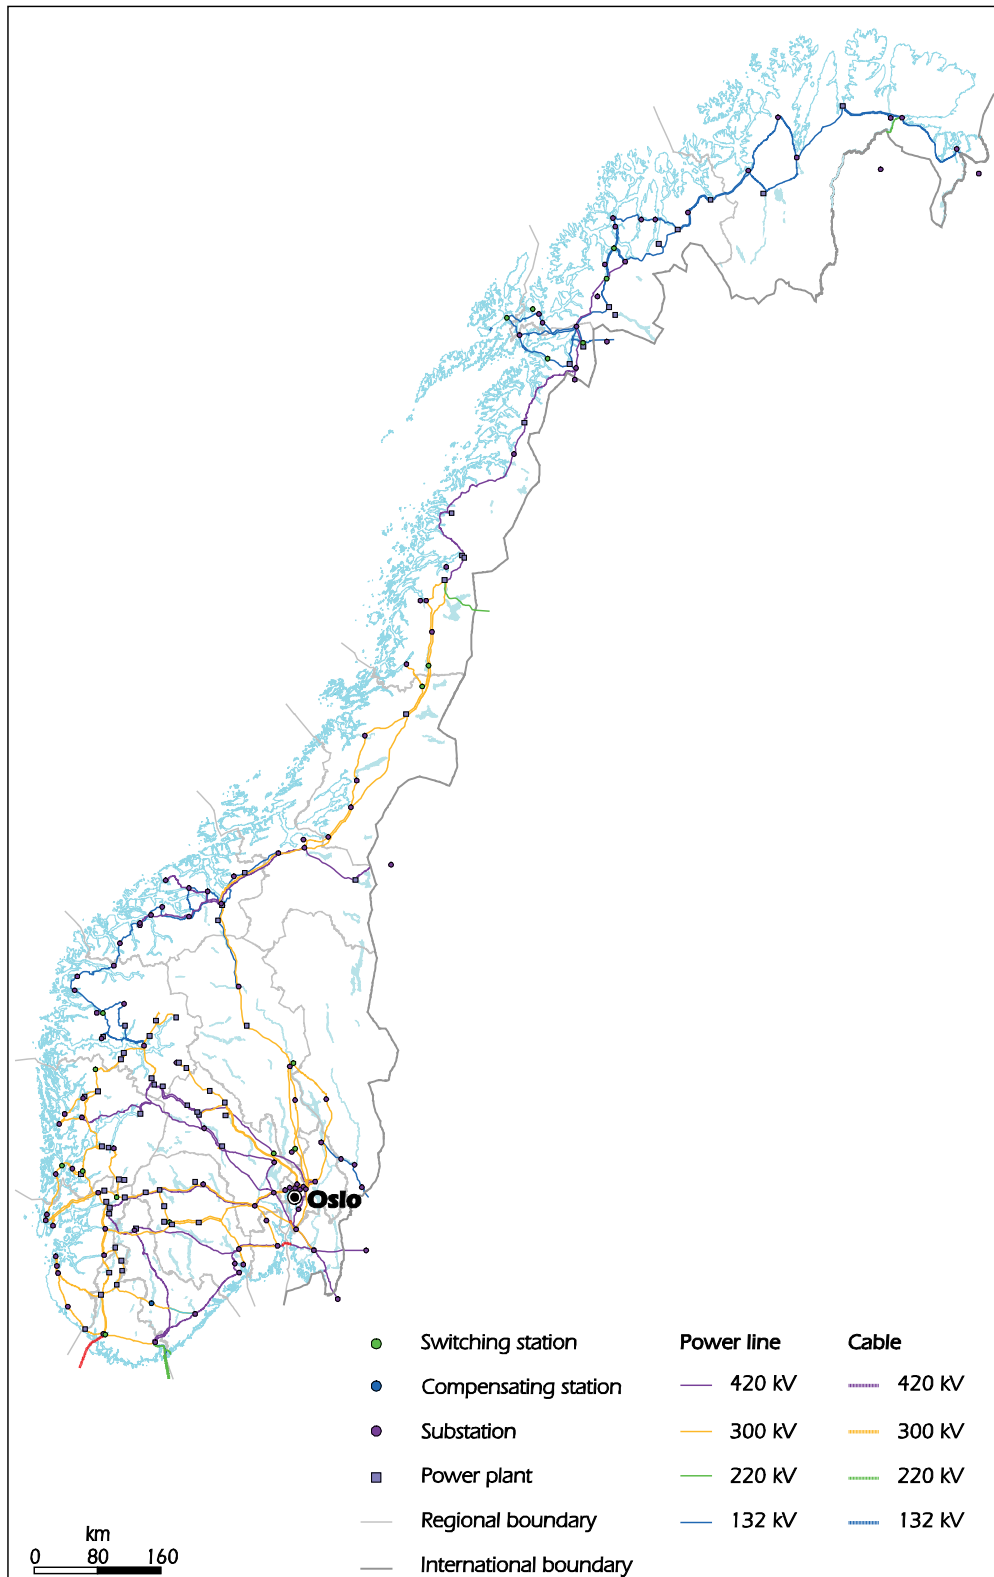 Oslo
Switching station Power line Cable
Compensating station 420 kV 420 kV
Substation 300 kV 300 kV
Power plant 220 kV 220 kV
Regional boundary 132 kV 132 kV
International boundary
km
0 80 160